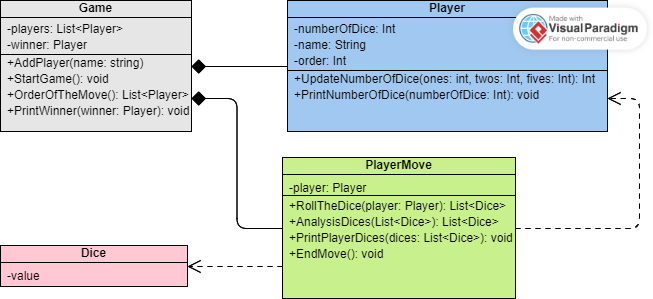 Game
-players: List<Player>
-winner: Player
+AddPlayer(name: string)
+StartGame(): void
+OrderOfTheMove(): List<Player>
+PrintWinner(winner: Player): void
Player
-numberOfDice: Int
-name: String
-order: Int
+UpdateNumberOfDice(ones: int, twos: Int, fives: Int): Int
+PrintNumberOfDice(numberOfDice: Int): void
Made with
VisualParadigm
For non-commercial use
PlayerMove
-player: Player
+RollTheDice(player: Player): List<Dice>
+AnalysisDices(List<Dice>): List<Dice>
+PrintPlayerDices(dices: List<Dice>): void
+EndMove(): void
Dice
-value